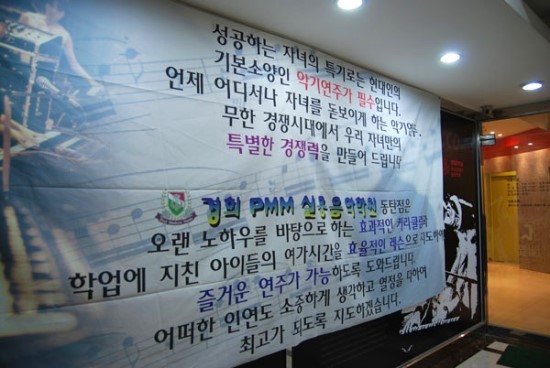 성공하는 자녀의 특기로는 현대인의
기본소양인 악기연주가 필수입니다.
언제 어디서나 자녀를 돋보이게 하는 악기연주.
무한 경쟁시대에서 우리 자녀만의
특별한 경쟁력을 만들어 드립니다
경희 PMM 실용음악학원 동탄점은
오랜 노하우를 바탕으로 하는 효과적인 커리큘럼과
학업에 지친 아이들의 여가시간을 효율적인 레슨으로 지도하여
즐거운 연주가 가능하도록 도와드립니다.
어떠한 인연도 소중하게 생각하고 열정을 다하여
최고가 되도록 지도하겠습니다.